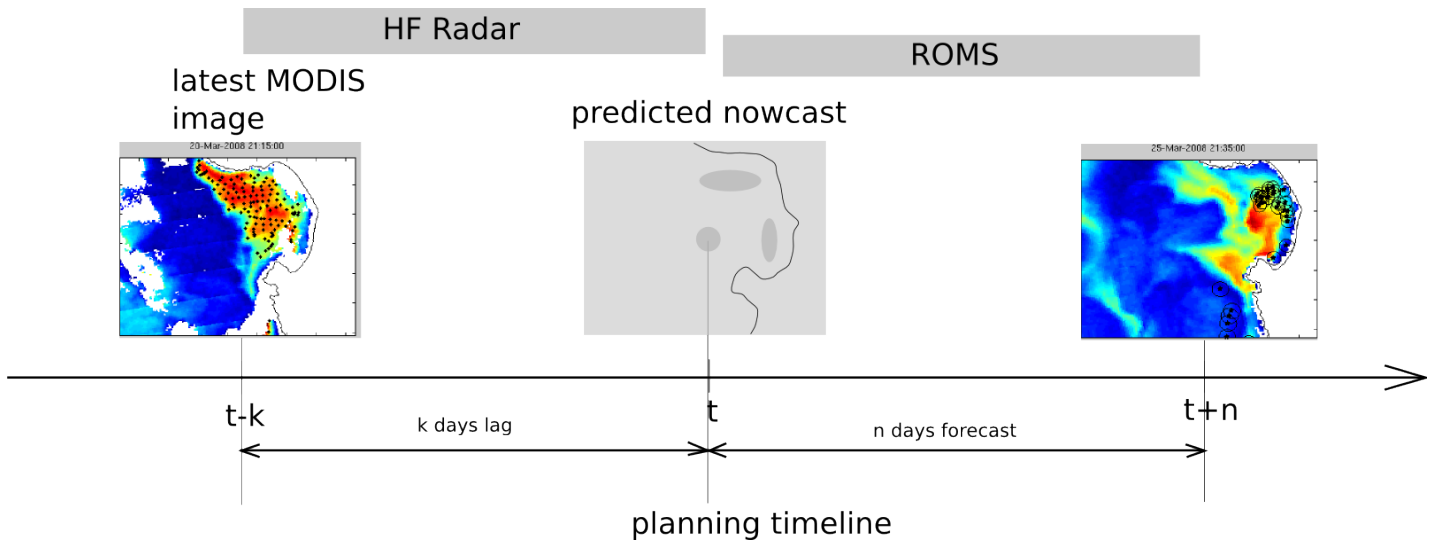 HF Radar
ROMS
latest MODIS
image
predicted nowcast
20-Mar-2008 21:15:00
25-Mar-2008 21:35:00
t-k
t
t+n
k days lag
n days forecast
planning timeline